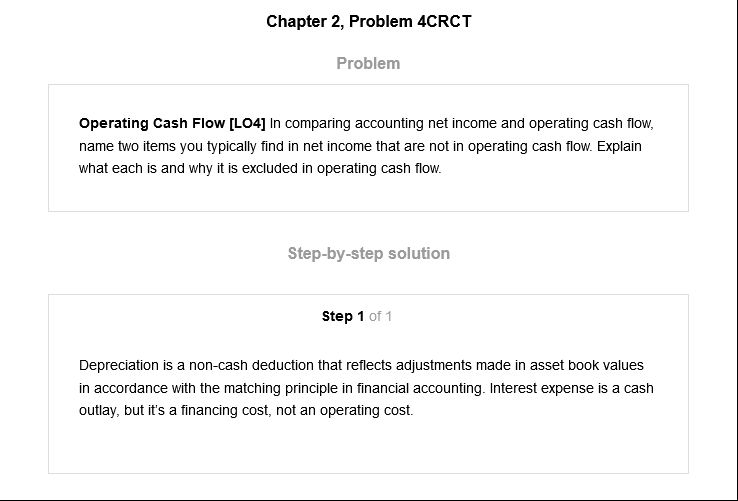 Chapter 2, Problem 4CRCT
Problem
Operating Cash Flow [LO4] In comparing accounting net income and operating cash flow,
name two items you typically find in net income that are not in operating cash flow. Explain
what each is and why it is excluded in operating cash flow.
Step-by-step solution
Step 1 of 1
Depreciation is a non-cash deduction that reflects adjustments made in asset book values
in accordance with the matching principle in financial accounting. Interest expense is a cash
outlay, but it's a financing cost, not an operating cost.